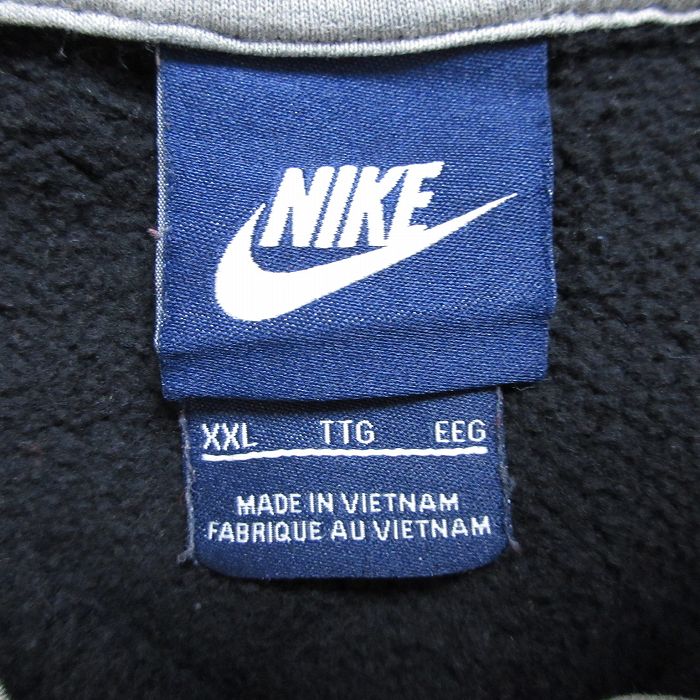 NIKE
XXL TTG EEG
MADE IN VIETNAM
FABRIQUE AU VIETNAM